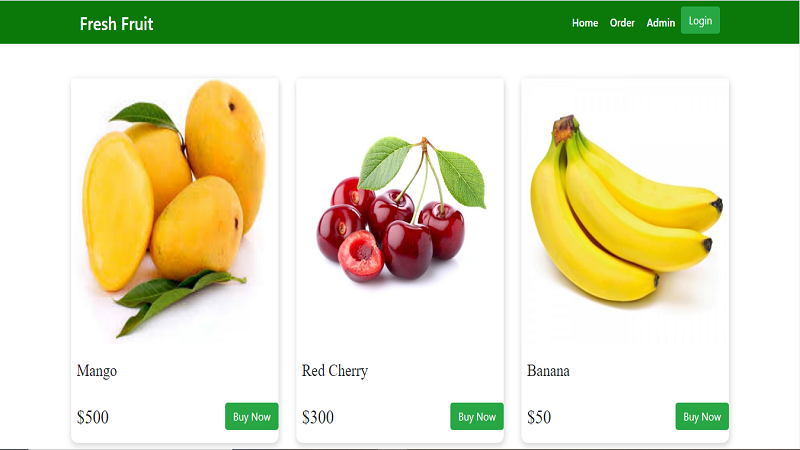 Fresh Fruit
Home Order Admin Login
Mango
$500 Buy Now
Red Cherry
$300 Buy Now
Banana
$50 Buy Now